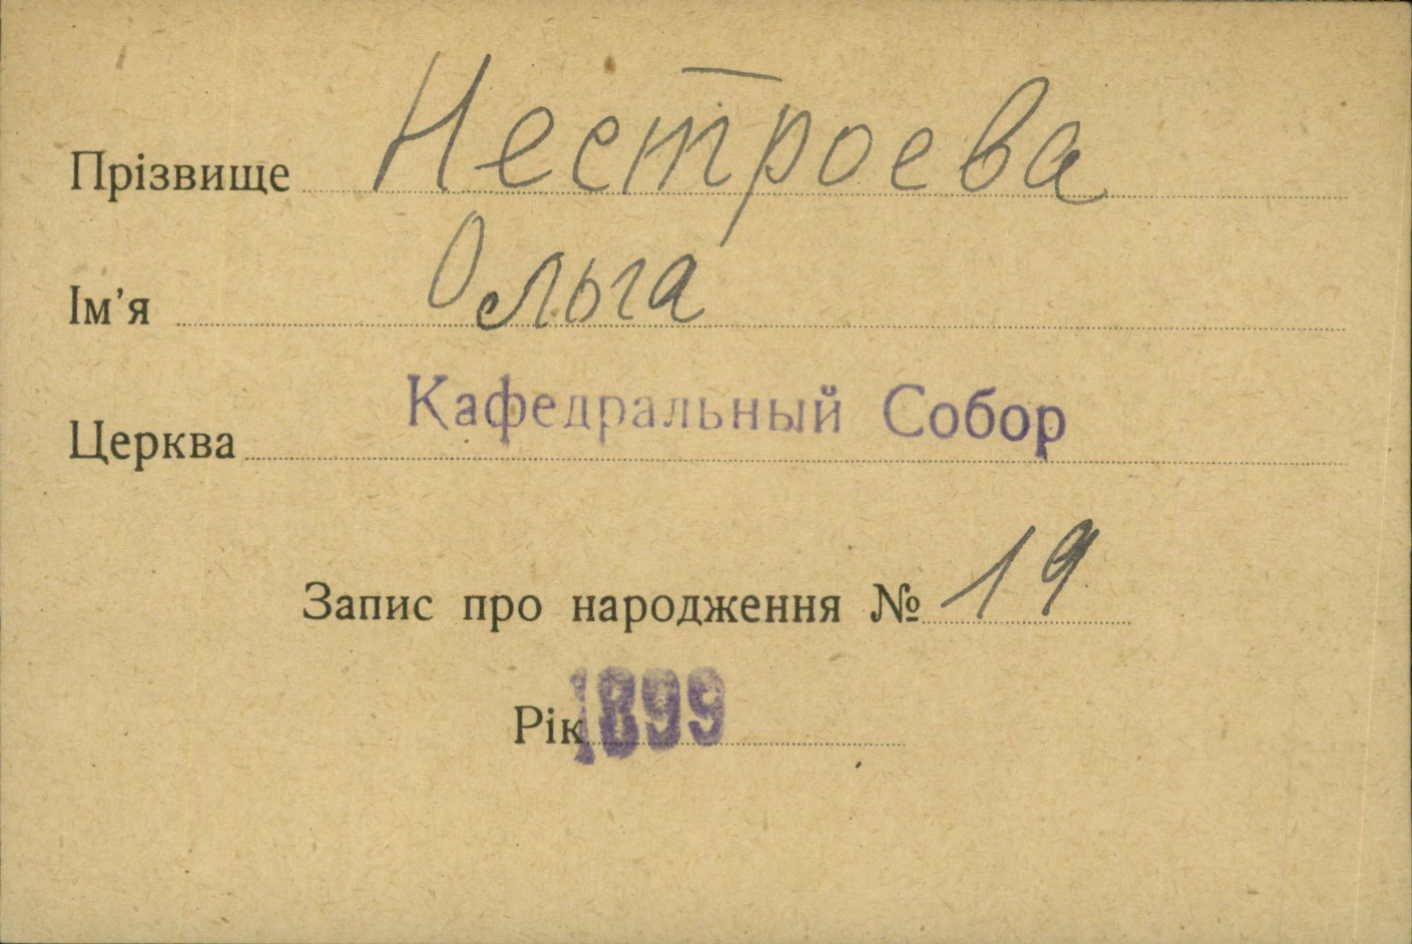 Прізвище Нестроева
Ім'я Ольга
Церква Кафедральный Собор
Запис про народження № 19
Рік 1899